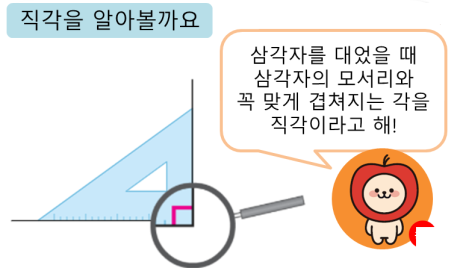 직각을 알아볼까요
삼각자를 대었을 때
삼각자의 모서리와
꼭 맞게 겹쳐지는 각을
직각이라고 해!